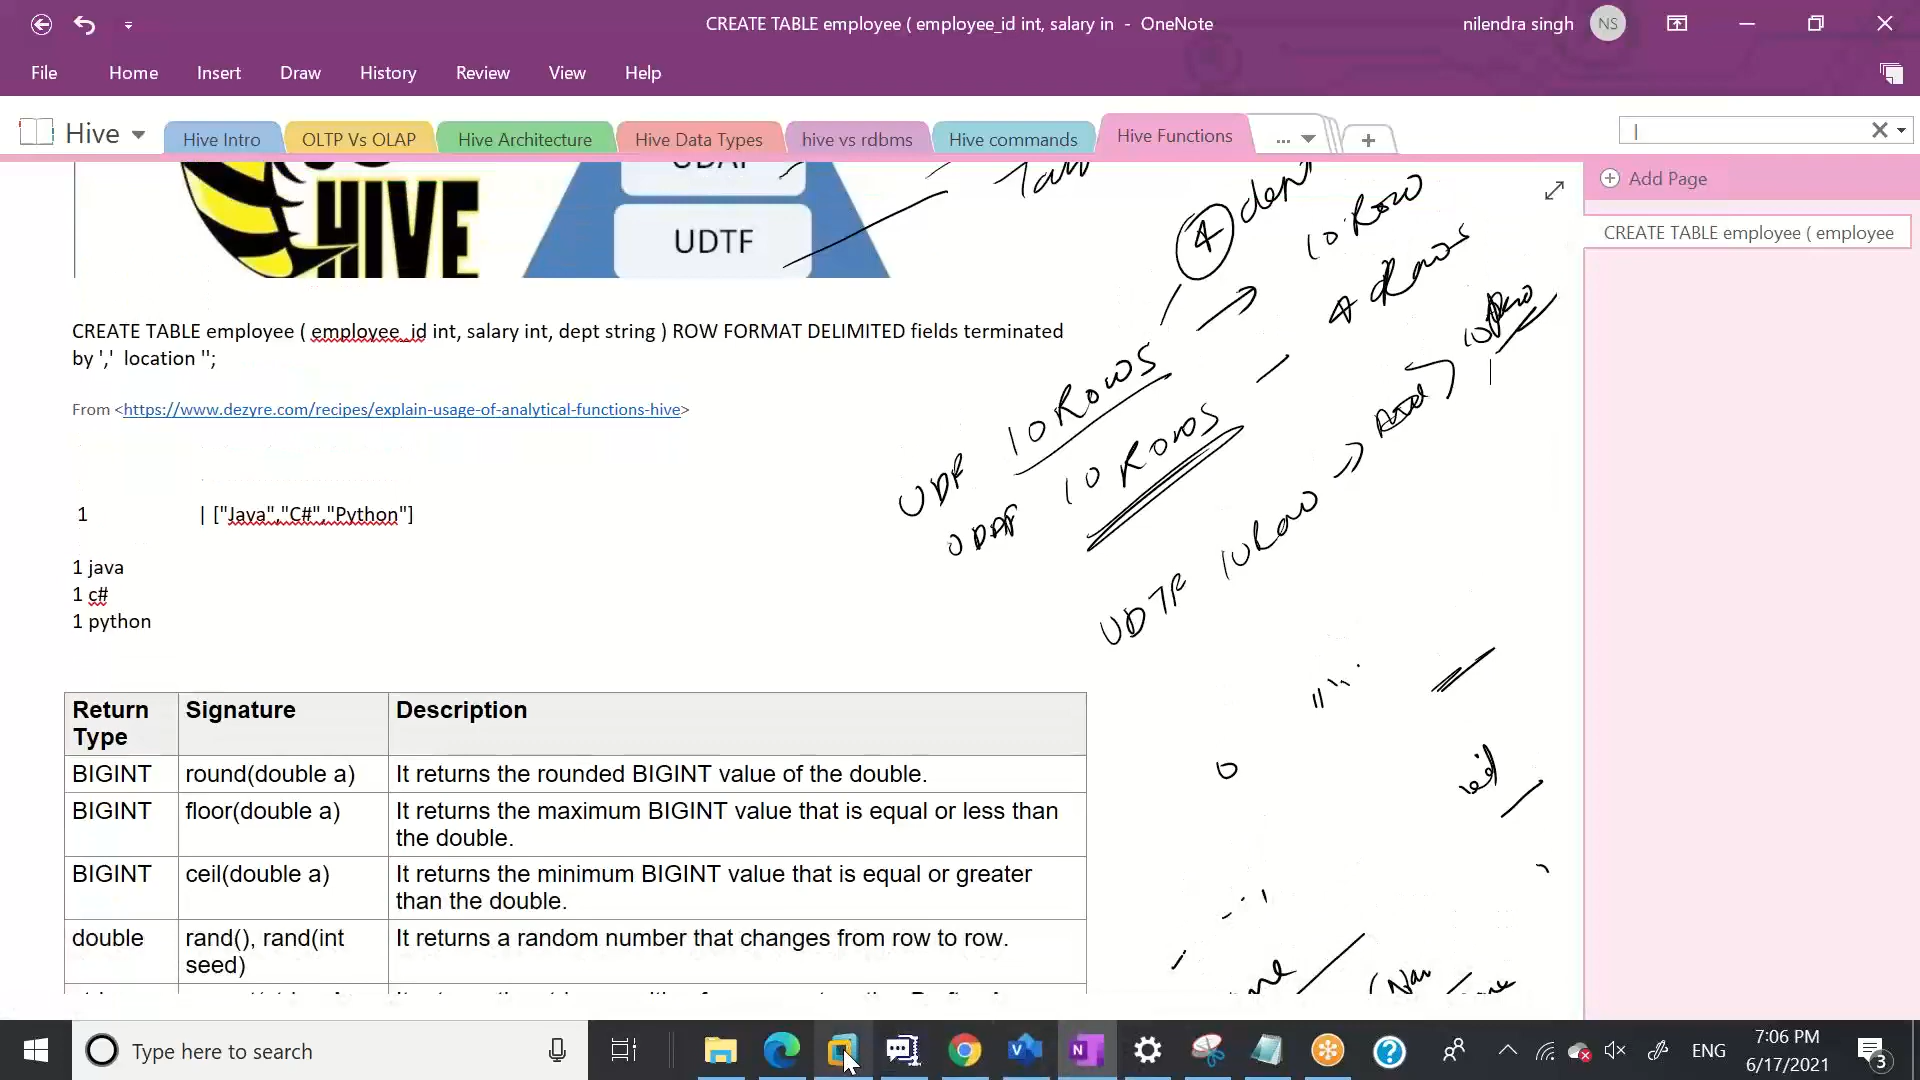 CREATE TABLE employee ( employee_id int, salary in - OneNote
nilendra singh
NS
File
Home
Insert
Draw
History
Review
View
Help
Hive
Hive Intro
OLTP Vs OLAP
Hive Architecture
Hive Data Types
hive vs rdbms
Hive commands
Hive Functions
...
Add Page
CREATE TABLE employee ( employee
HIVE
UDAF
UDTF
4 dept
10 Row
4 Rows
UDF 10 Rows
UDAF 10 Rows
UDTF 10 Row
CREATE TABLE employee ( employee_id int, salary int, dept string ) ROW FORMAT DELIMITED fields terminated
by ',' location '';
From <https://www.dezyre.com/recipes/explain-usage-of-analytical-functions-hive>
1 | ["Java","C#","Python"]
1 java
1 c#
1 python
Return Type Signature Description
BIGINT round(double a) It returns the rounded BIGINT value of the double.
BIGINT floor(double a) It returns the maximum BIGINT value that is equal or less than
the double.
BIGINT ceil(double a) It returns the minimum BIGINT value that is equal or greater
than the double.
double rand(), rand(int
seed) It returns a random number that changes from row to row.
Type here to search
ENG
7:06 PM
6/17/2021
3